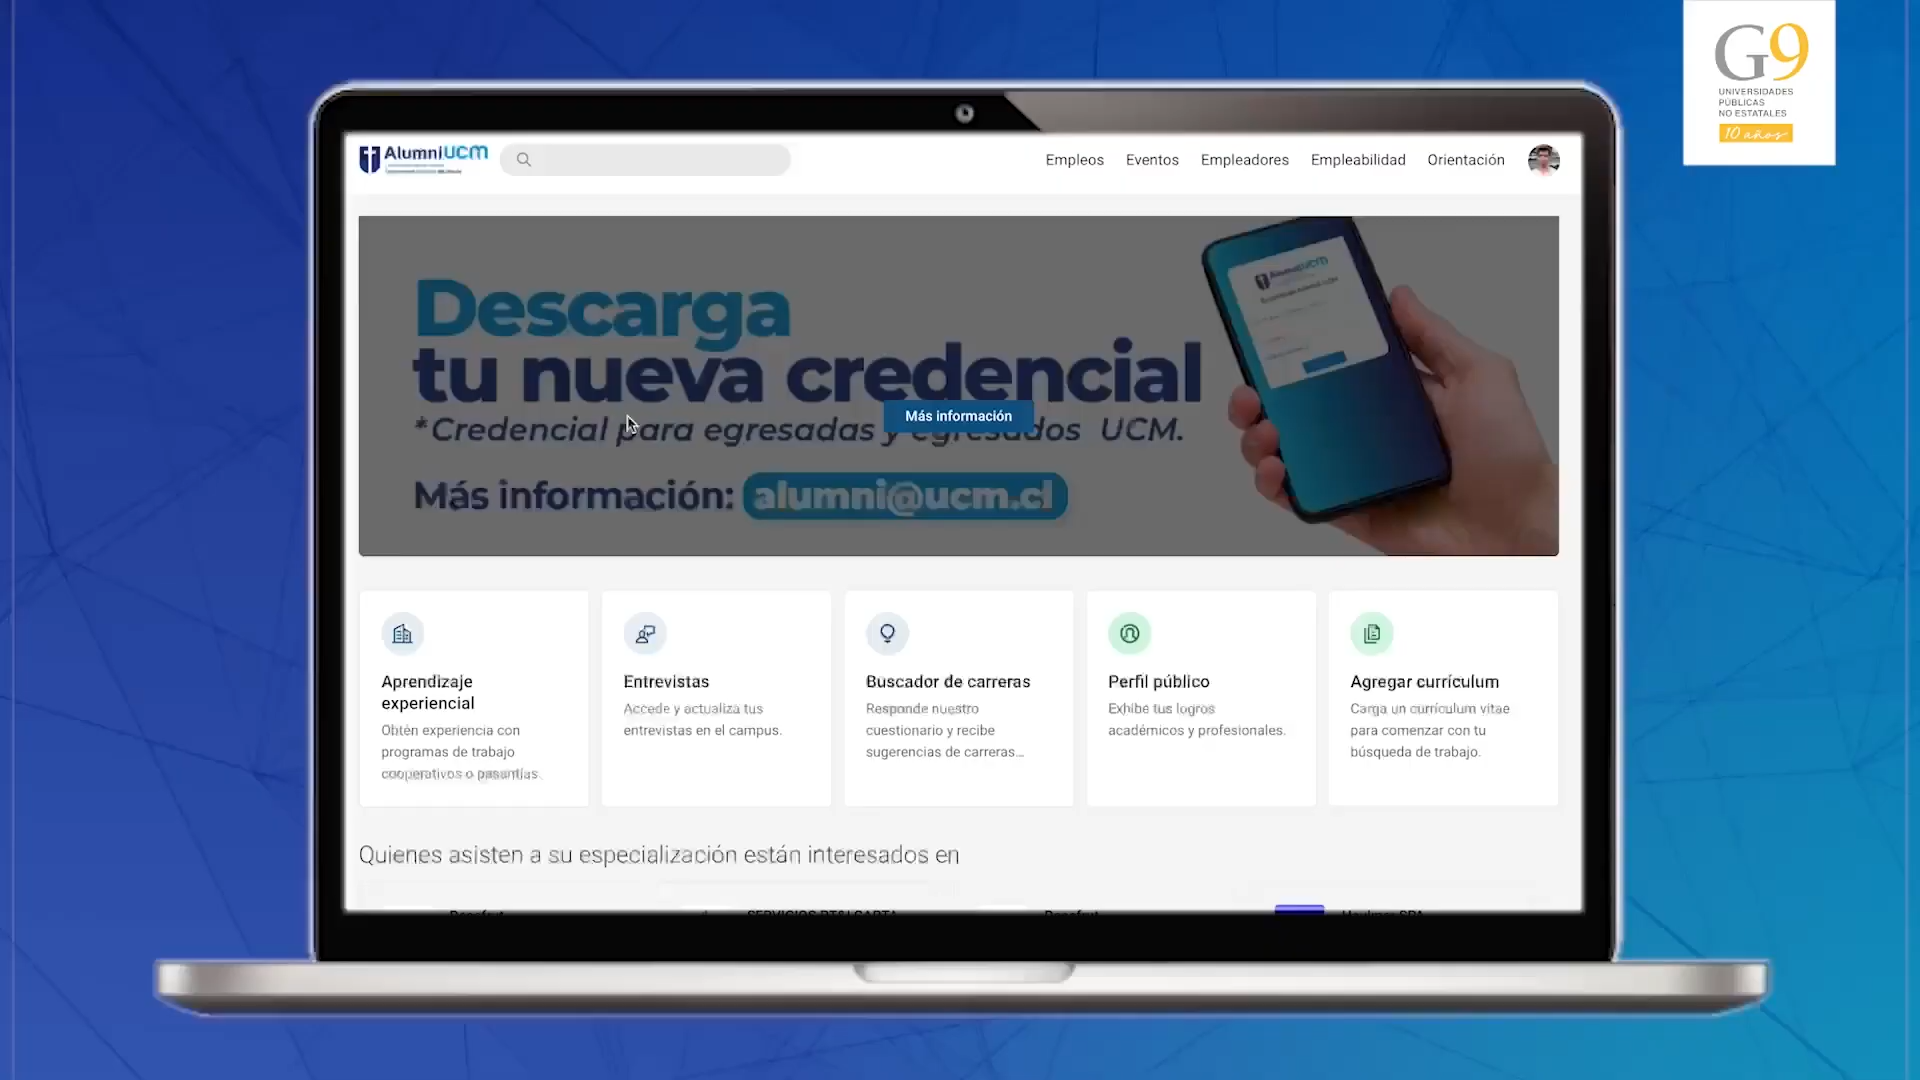 G9
UNIVERSIDADES
PÚBLICAS
NO ESTATALES
10 años
AlumniUCM
Empleos
Eventos
Empleadores
Empleabilidad
Orientación
Descarga
tu nueva credencial
*Credencial para egresadas y egresados UCM.
Más información
Más información: alumni@ucm.cl
Aprendizaje
experiencial
Obtén experiencia con
programas de trabajo
cooperativos o pasantías.
Entrevistas
Accede y actualiza tus
entrevistas en el campus.
Buscador de carreras
Responde nuestro
cuestionario y recibe
sugerencias de carreras...
Perfil público
Exhibe tus logros
académicos y profesionales.
Agregar currículum
Carga un currículum vitae
para comenzar con tu
búsqueda de trabajo.
Quienes asisten a su especialización están interesados en